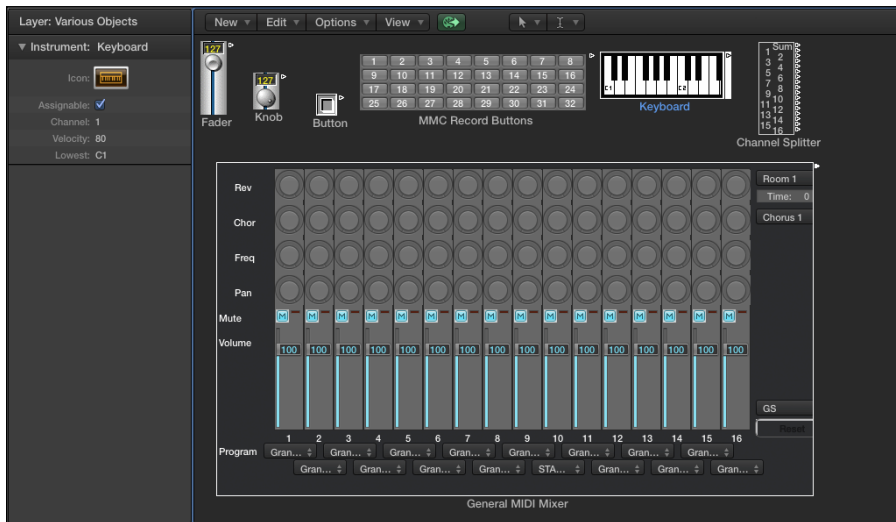 Layer: Various Objects
Instrument: Keyboard
Icon:
Assignable:
Channel: 1
Velocity: 80
Lowest: C1
New Edit Options View
127
Fader
127
Knob
Button
1 2 3 4 5 6 7 8
9 10 11 12 13 14 15 16
17 18 19 20 21 22 23 24
25 26 27 28 29 30 31 32
MMC Record Buttons
C1 C2
Keyboard
Sum
1
2
3
4
5
6
7
8
9
10
11
12
13
14
15
16
Channel Splitter
Rev
Chor
Freq
Pan
Mute M M M M M M M M M M M M M M M M
Volume 100 100 100 100 100 100 100 100 100 100 100 100 100 100 100 100
Room 1
Time: 0
Chorus 1
GS
Reset
1 2 3 4 5 6 7 8 9 10 11 12 13 14 15 16
Program Gran... Gran... Gran... Gran... Gran... Gran... Gran... Gran...
Gran... Gran... Gran... Gran... STA... Gran... Gran... Gran...
General MIDI Mixer